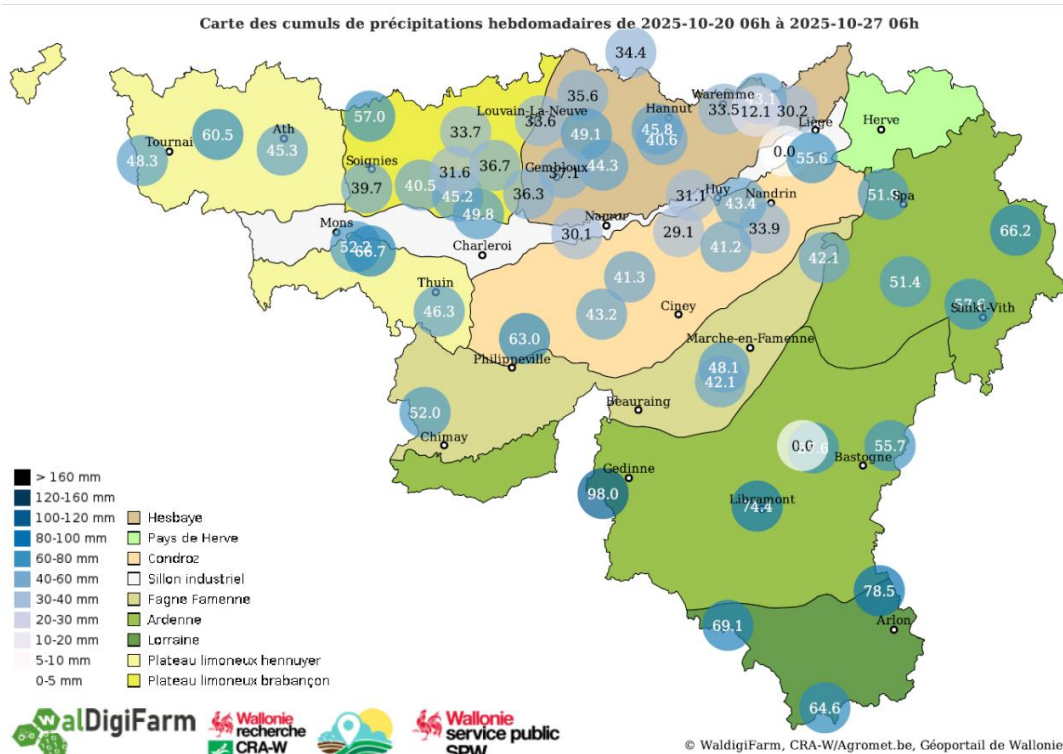 Carte des cumuls de précipitations hebdomadaires de 2025-10-20 06h à 2025-10-27 06h
34.4
35.6
Waremme
43.1
33.5
12.1
30.2
57.0
Louvain-La-Neuve
Hannut
33.6
33.7
49.1
45.8
40.6
Liège
Herve
60.5
Ath
45.3
Tournai
48.3
0.0
55.6
Soignies
39.7
40.5
31.6
36.7
Gembloux
37.1
44.3
45.2
36.3
49.8
31.1
Huy
43.4
Nandrin
Spa
Mons
52.2
66.7
Charleroi
Namur
30.1
29.1
33.9
41.2
42.1
66.2
41.3
51.4
57.6
Sankt-Vith
Thuin
46.3
43.2
Ciney
63.0
Philippeville
Marche-en-Famenne
48.1
42.1
52.0
Chimay
Beauraing
0.0
55.7
Bastogne
Gedinne
98.0
Libramont
74.4
78.5
69.1
Arlon
64.6
> 160 mm
120-160 mm
100-120 mm
80-100 mm
60-80 mm
40-60 mm
30-40 mm
20-30 mm
10-20 mm
5-10 mm
0-5 mm
Hesbaye
Pays de Herve
Condroz
Sillon industriel
Fagne Famenne
Ardenne
Lorraine
Plateau limoneux hennuyer
Plateau limoneux brabançon
WalDigiFarm
Wallonie
recherche
CRA-W
Wallonie
service public
SPW
© WaldigiFarm, CRA-W/Agromet.be, Géoportail de Wallonie